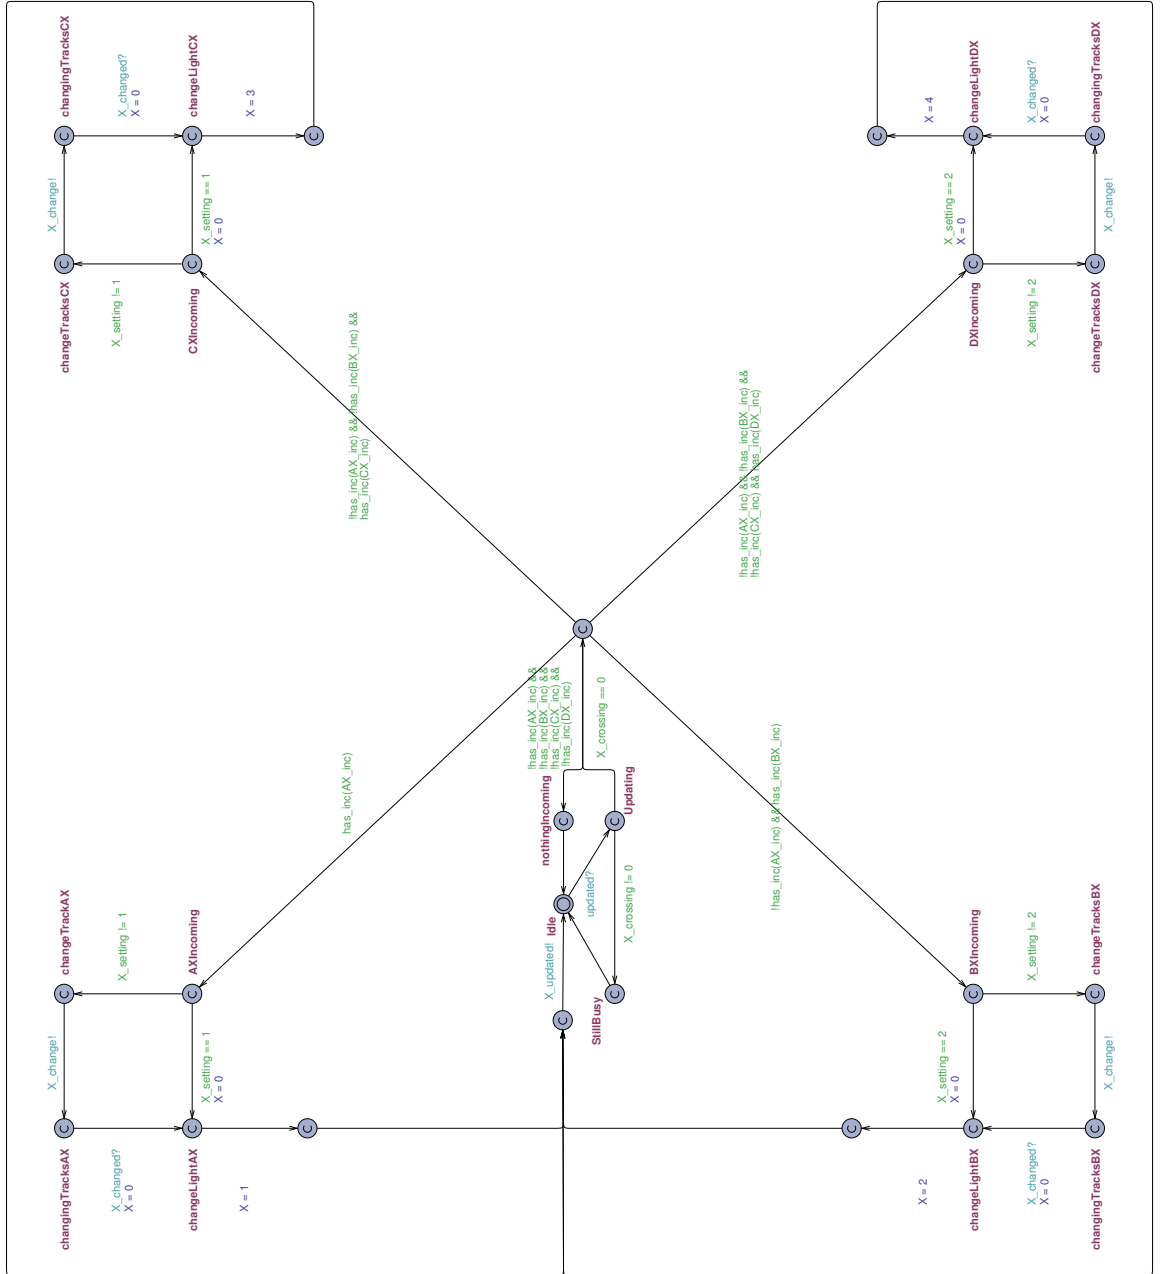 changingTracksCX
X_changed?
X = 0
changeLightCX
X = 3
C
C
C
X_change!
X_setting == 1
X = 0
C
C
changeTracksCX
X_setting != 1
CXIncoming
!has_inc(AX_inc) && !has_inc(BX_inc) &&
has_inc(CX_inc)
X = 4
changeLightDX
X_changed?
X = 0
changingTracksDX
C
C
C
X_setting == 2
X = 0
X_change!
C
C
DXIncoming
X_setting != 2
changeTracksDX
!has_inc(AX_inc) && !has_inc(BX_inc) &&
!has_inc(CX_inc) && has_inc(DX_inc)
C
!has_inc(AX_inc) &&
!has_inc(BX_inc) &&
!has_inc(CX_inc) &&
!has_inc(DX_inc)
X_crossing == 0
nothingIncoming
Updating
C
C
Idle
updated?
X_crossing != 0
X_updated!
C
C
StillBusy
has_inc(AX_inc)
changeTrackAX
X_setting != 1
AXIncoming
C
C
X_change!
X_setting == 1
X = 0
C
C
C
changingTracksAX
X_changed?
X = 0
changeLightAX
X = 1
!has_inc(AX_inc) && has_inc(BX_inc)
BXIncoming
X_setting != 2
changeTracksBX
C
C
X_setting == 2
X = 0
X_change!
C
C
C
X = 2
changeLightBX
X_changed?
X = 0
changingTracksBX